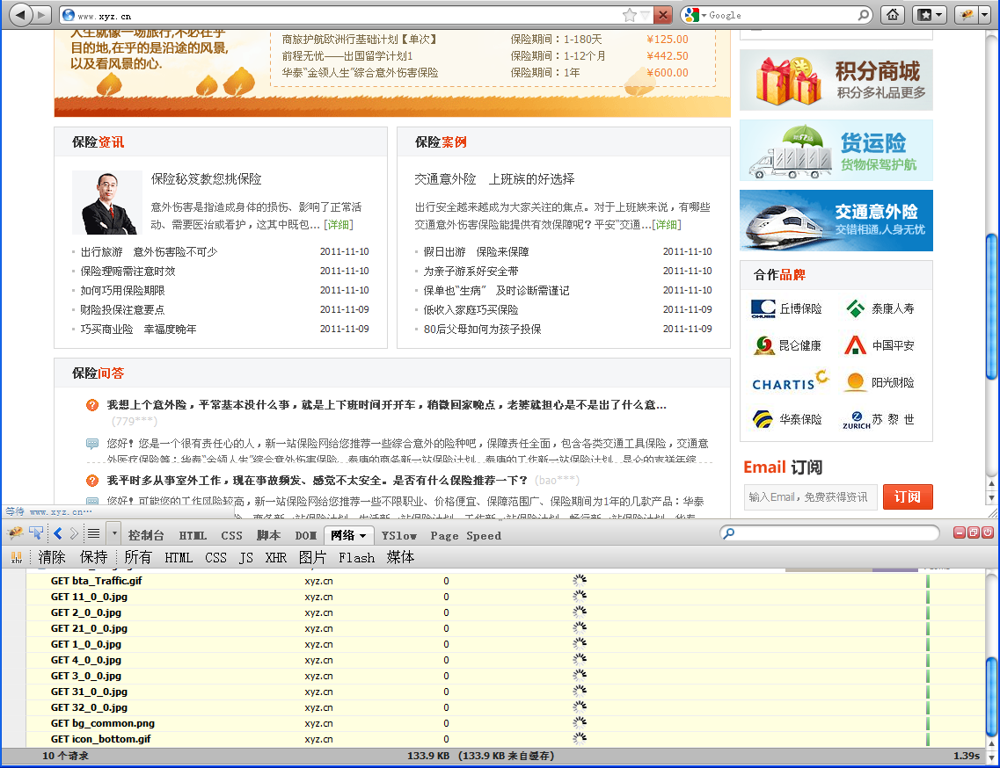 www.xyz.cn
Google
人生就像一场旅行,不必在乎
目的地,在乎的是沿途的风景,
以及看风景的心.
商旅护航欧洲行基础计划【单次】 保险期间：1-180天 ¥125.00
前程无忧——出国留学计划1 保险期间：1-12个月 ¥442.50
华泰“金领人生”综合意外伤害保险 保险期间：1年 ¥600.00
积分商城
积分多礼品更多
货运险
货物保驾护航
交通意外险
交错相通,人身无忧
保险资讯
保险秘笈教您挑保险
意外伤害是指造成身体的损伤、影响了正常活
动、需要医治或看护，这其中既包... [详细]
出行旅游 意外伤害险不可少 2011-11-10
保险理赔需注意时效 2011-11-10
如何巧用保险期限 2011-11-10
财险投保注意要点 2011-11-09
巧买商业险 幸福度晚年 2011-11-09
保险案例
交通意外险 上班族的好选择
出行安全越来越成为大家关注的焦点。对于上班族来说，有哪些
交通意外伤害保险能提供有效保障呢？平安“交通...[详细]
假日出游 保险来保障 2011-11-10
为亲子游系好安全带 2011-11-10
保单也“生病” 及时诊断需谨记 2011-11-10
低收入家庭巧买保险 2011-11-09
80后父母如何为孩子投保 2011-11-09
合作品牌
CHUBB 丘博保险 泰康人寿
昆仑健康 中国平安
CHARTIS 阳光财险
华泰保险 ZURICH 苏黎世
保险问答
我想上个意外险，平常基本没什么事，就是上下班时间开开车，稍微回家晚点，老婆就担心是不是出了什么意...
(779***)
您好！您是一个很有责任心的人，新一站保险网给您推荐一些综合意外的险种吧，保障责任全面，包含各类交通工具保险，交通意
外医疗保险等：华泰“金领人生”综合意外伤害保险、泰康的商务新一站保险计划、泰康的工作新一站保险计划、昆仑的吉祥年综
我平时多从事室外工作，现在事故频发、感觉不太安全。是否有什么保险推荐一下？ (bao***)
您好！可能您的工作风险较高，新一站保险网给您推荐一些不限职业、价格便宜、保障范围广、保险期间为1年的几款产品：华泰
Email 订阅
输入Email，免费获得资讯 订阅
等待 www.xyz.cn…
控制台 HTML CSS 脚本 DOM 网络 YSlow Page Speed
xhr 清除 保持 所有 HTML CSS JS XHR 图片 Flash 媒体
GET bta_Traffic.gif xyz.cn 0
GET 11_0_0.jpg xyz.cn 0
GET 2_0_0.jpg xyz.cn 0
GET 21_0_0.jpg xyz.cn 0
GET 1_0_0.jpg xyz.cn 0
GET 4_0_0.jpg xyz.cn 0
GET 3_0_0.jpg xyz.cn 0
GET 31_0_0.jpg xyz.cn 0
GET 32_0_0.jpg xyz.cn 0
GET bg_common.png xyz.cn 0
GET icon_bottom.gif xyz.cn 0
10 个请求 133.9 KB (133.9 KB 来自缓存) 1.39s